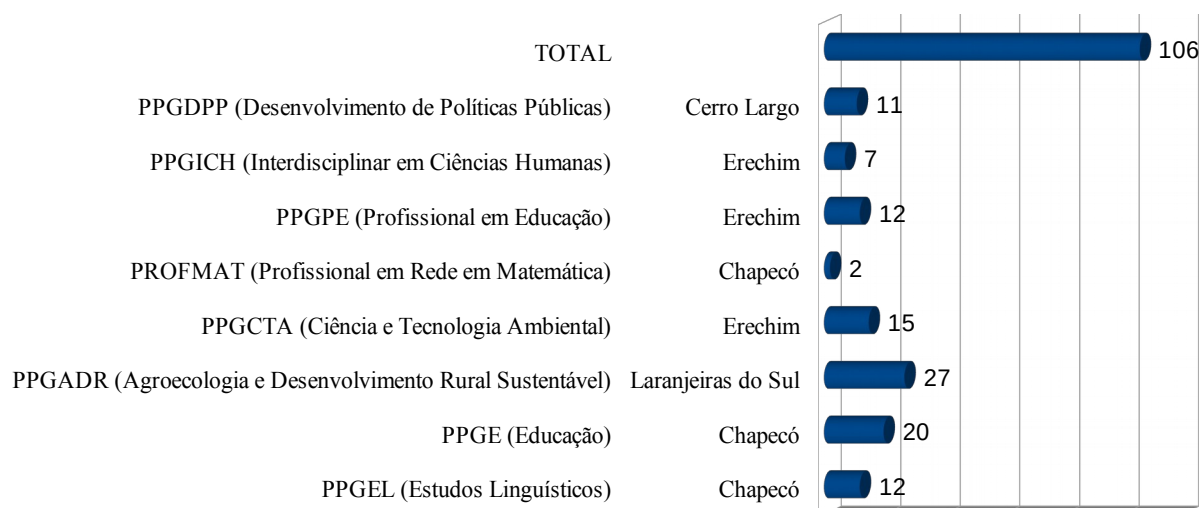 TOTAL 106
PPGDPP (Desenvolvimento de Políticas Públicas) Cerro Largo 11
PPGICH (Interdisciplinar em Ciências Humanas) Erechim 7
PPGPE (Profissional em Educação) Erechim 12
PROFMAT (Profissional em Rede em Matemática) Chapecó 2
PPGCTA (Ciência e Tecnologia Ambiental) Erechim 15
PPGADR (Agroecologia e Desenvolvimento Rural Sustentável) Laranjeiras do Sul 27
PPGE (Educação) Chapecó 20
PPGEL (Estudos Linguísticos) Chapecó 12